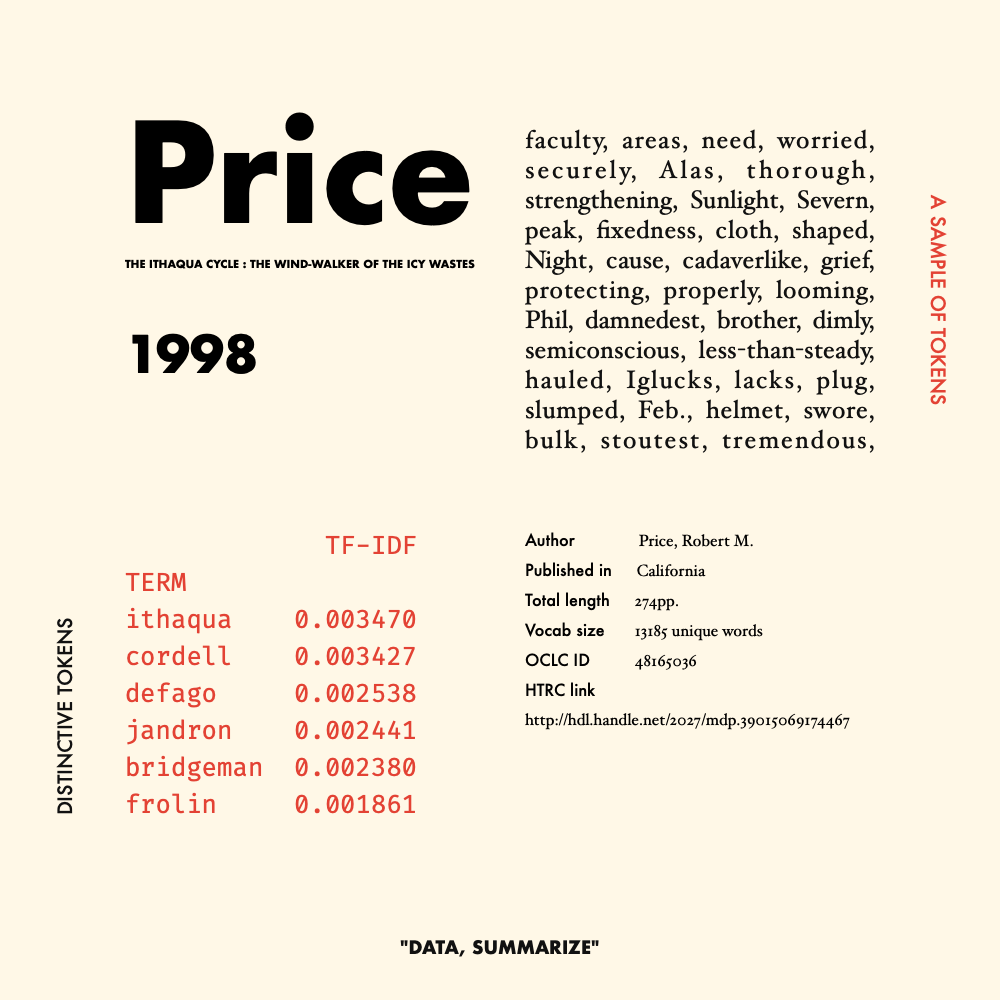 Price
THE ITHAQUA CYCLE : THE WIND-WALKER OF THE ICY WASTES
1998
faculty, areas, need, worried,
securely, Alas, thorough,
strengthening, Sunlight, Severn,
peak, fixedness, cloth, shaped,
Night, cause, cadaverlike, grief,
protecting, properly, looming,
Phil, damnedest, brother, dimly,
semiconscious, less-than-steady,
hauled, Iglucks, lacks, plug,
slumped, Feb., helmet, swore,
bulk, stoutest, tremendous,
A SAMPLE OF TOKENS
DISTINCTIVE TOKENS
TF-IDF
TERM
ithaqua 0.003470
cordell 0.003427
defago 0.002538
jandron 0.002441
bridgeman 0.002380
frolin 0.001861
Author Price, Robert M.
Published in California
Total length 274pp.
Vocab size 13185 unique words
OCLC ID 48165036
HTRC link
http://hdl.handle.net/2027/mdp.39015069174467
"DATA, SUMMARIZE"